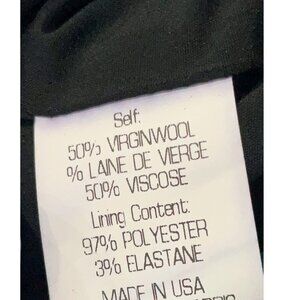 Self:
50% VIRGINWOOL
% LAINE DE VIERGE
50% VISCOSE
Lining Content:
97% POLYESTER
3% ELASTANE
MADE IN USA